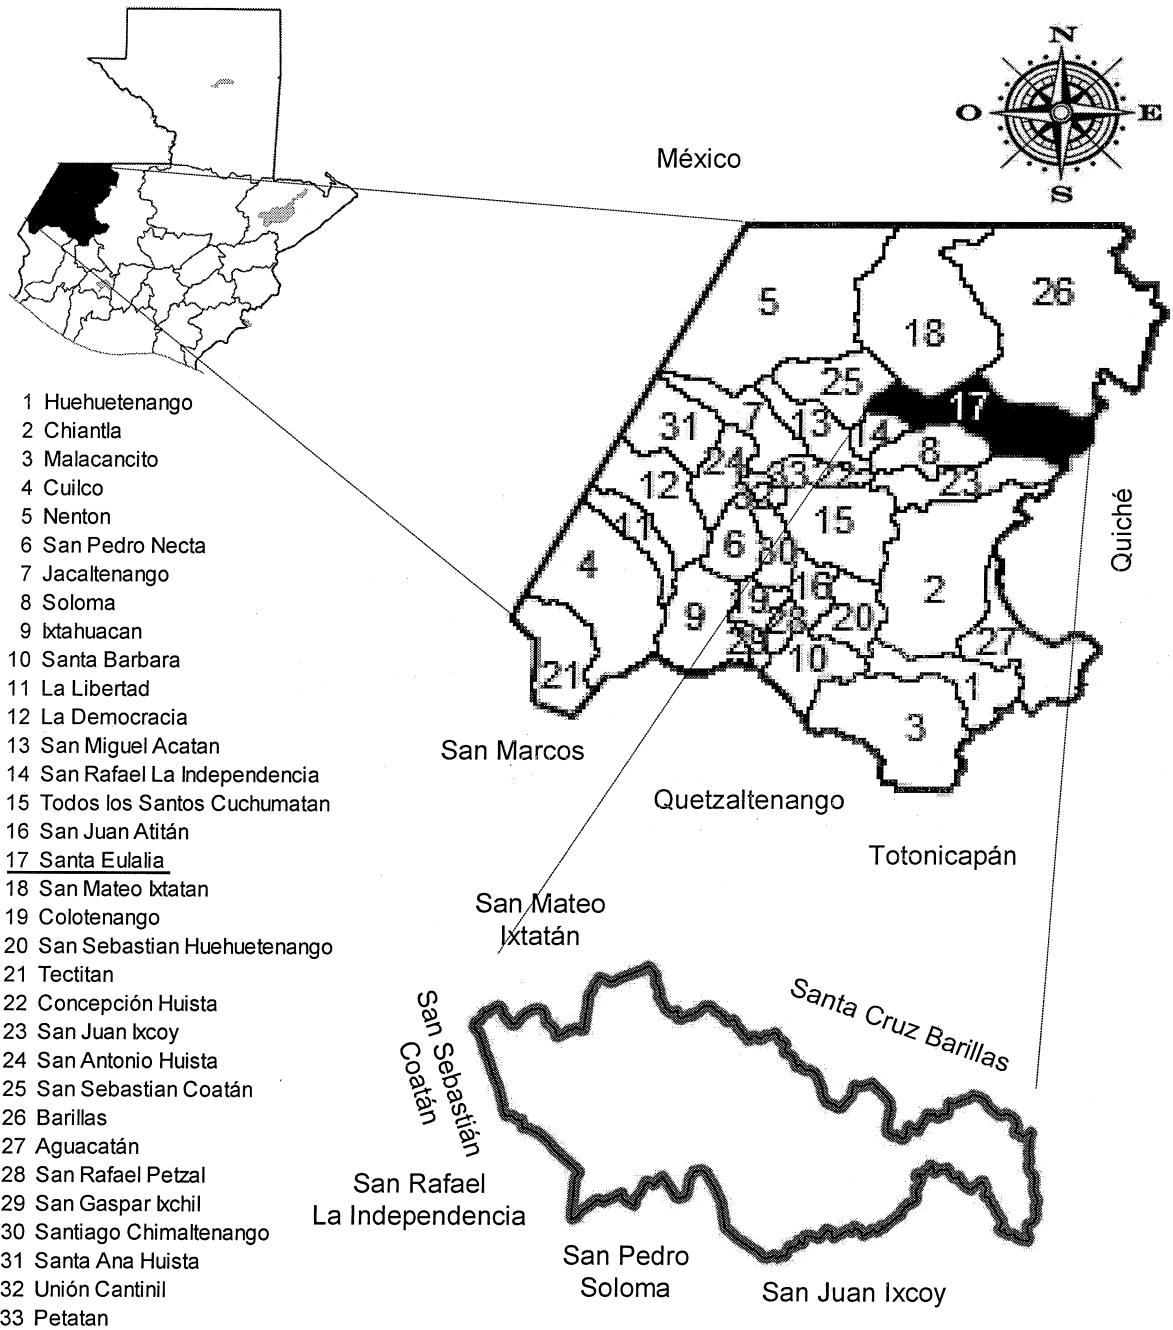 N
O E
S
México
5
18
26
25
17
31
7
13
14
8
24
33
22
23
12
32
11
15
4
6
30
2
16
9
19
28
20
29
27
10
21
1
3
Quiché
San Marcos
Quetzaltenango
Totonicapán
1 Huehuetenango
2 Chiantla
3 Malacancito
4 Cuilco
5 Nenton
6 San Pedro Necta
7 Jacaltenango
8 Soloma
9 Ixtahuacan
10 Santa Barbara
11 La Libertad
12 La Democracia
13 San Miguel Acatan
14 San Rafael La Independencia
15 Todos los Santos Cuchumatan
16 San Juan Atitán
17 Santa Eulalia
18 San Mateo Ixtatan
19 Colotenango
20 San Sebastian Huehuetenango
21 Tectitan
22 Concepción Huista
23 San Juan Ixcoy
24 San Antonio Huista
25 San Sebastian Coatán
26 Barillas
27 Aguacatán
28 San Rafael Petzal
29 San Gaspar Ixchil
30 Santiago Chimaltenango
31 Santa Ana Huista
32 Unión Cantinil
33 Petatan
San Mateo
Ixtatán
Santa Cruz Barillas
San Sebastián
Coatán
San Rafael
La Independencia
San Pedro
Soloma
San Juan Ixcoy